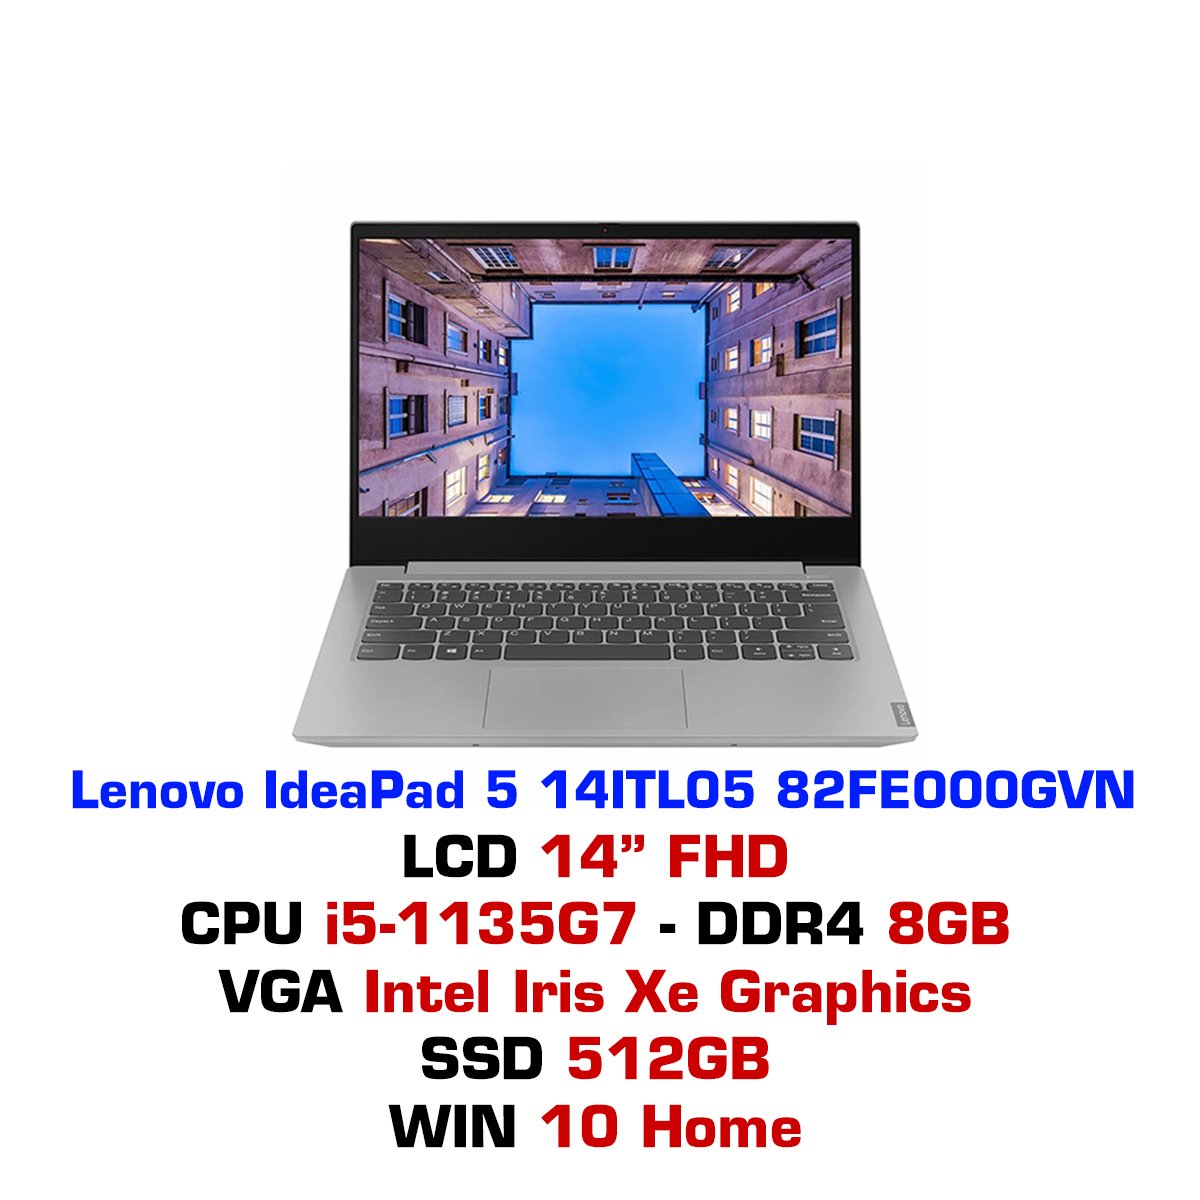 Lenovo
Lenovo IdeaPad 5 14ITL05 82FE000GVN
LCD 14” FHD
CPU i5-1135G7 - DDR4 8GB
VGA Intel Iris Xe Graphics
SSD 512GB
WIN 10 Home